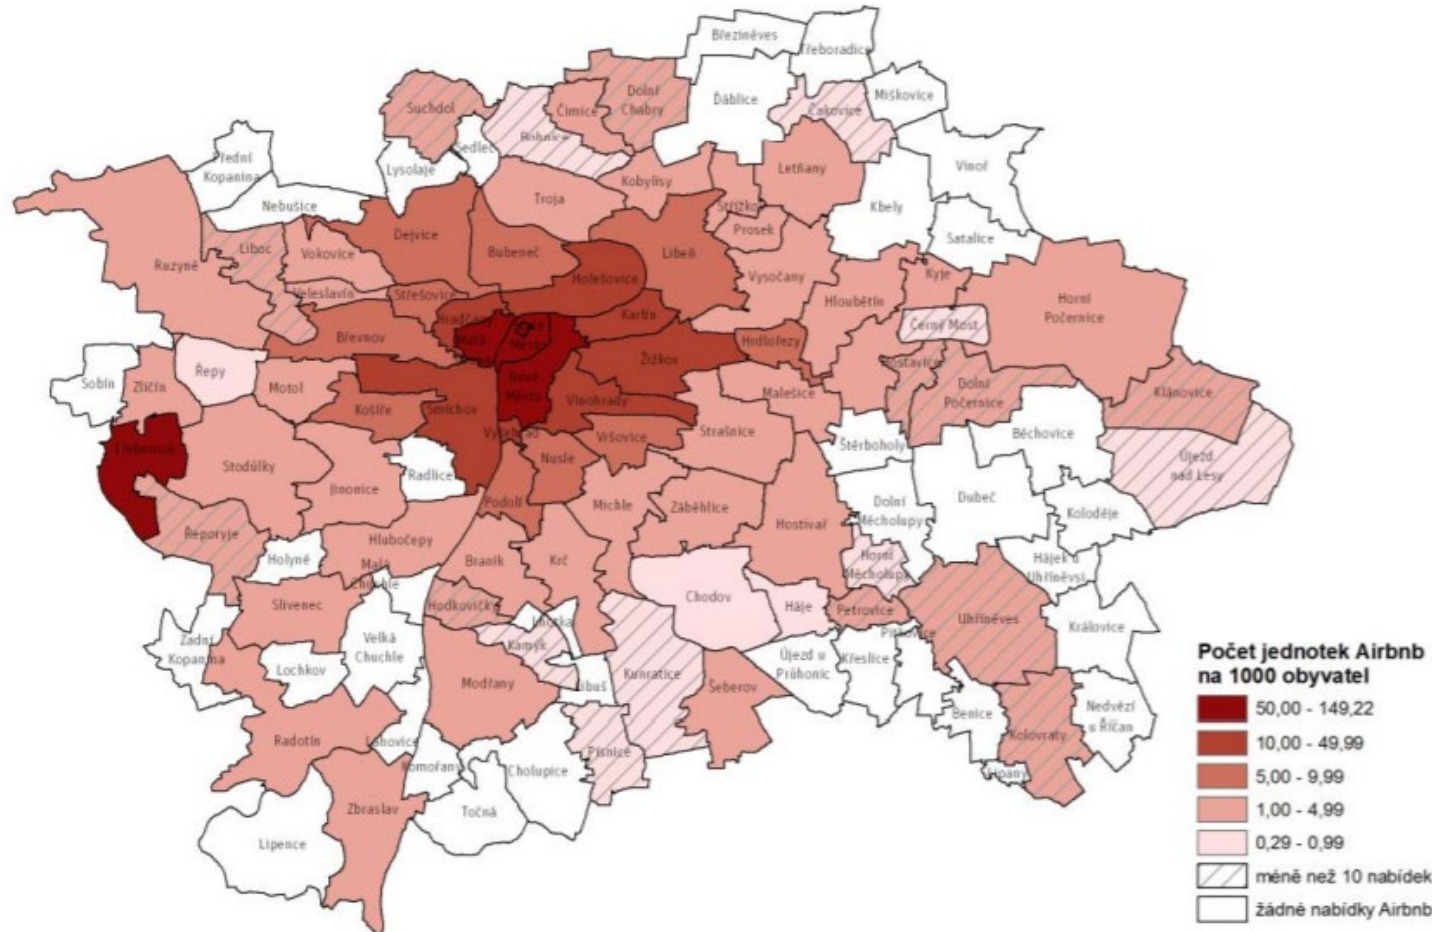 Březiněves
Třeboradice
Ďáblice
Miškovice
Čakovice
Dolní
Chabry
Čimice
Suchdol
Bohnice
Sedlec
Lysolaje
Přední
Kopanina
Nebušice
Vinoř
Letňany
Kbely
Satalice
Kobylisy
Troja
Střížkov
Prosek
Libeň
Dejvice
Bubeneč
Vokovice
Liboc
Ruzyně
Veleslavín
Střešovice
Holešovice
Vysočany
Hloubětín
Kyje
Horní
Počernice
Karlín
Hradčany
Malá
Město
Černý Most
Břevnov
Žižkov
Hrdlořezy
Hostavice
Dolní
Počernice
Klánovice
Sobín
Zličín
Řepy
Motol
Košíře
Smíchov
Nové
Město
Vinohrady
Malešice
Vyšehrad
Vršovice
Strašnice
Štěrboholy
Běchovice
Újezd
nad Lesy
Třebonice
Stodůlky
Jinonice
Radlice
Nusle
Podolí
Michle
Záběhlice
Hostivař
Dolní
Měcholupy
Dubeč
Koloděje
Řeporyje
Holyně
Hlubočepy
Malá
Chuchle
Braník
Krč
Horní
Měcholupy
Hájek u
Uhříněvsi
Slivenec
Hodkovičky
Lhotka
Chodov
Háje
Petrovice
Uhříněves
Královice
Zadní
Kopanina
Lochkov
Velká
Chuchle
Kamýk
Libuš
Kunratice
Šeberov
Újezd u
Průhonic
Křeslice
Pitkovice
Benice
Kolovraty
Nedvězí
u Říčan
Lipany
Modřany
Radotín
Lahovice
Komořany
Cholupice
Písnice
Točná
Zbraslav
Lipence
Počet jednotek Airbnb
na 1000 obyvatel
50,00 - 149,22
10,00 - 49,99
5,00 - 9,99
1,00 - 4,99
0,29 - 0,99
méně než 10 nabídek
žádné nabídky Airbnb